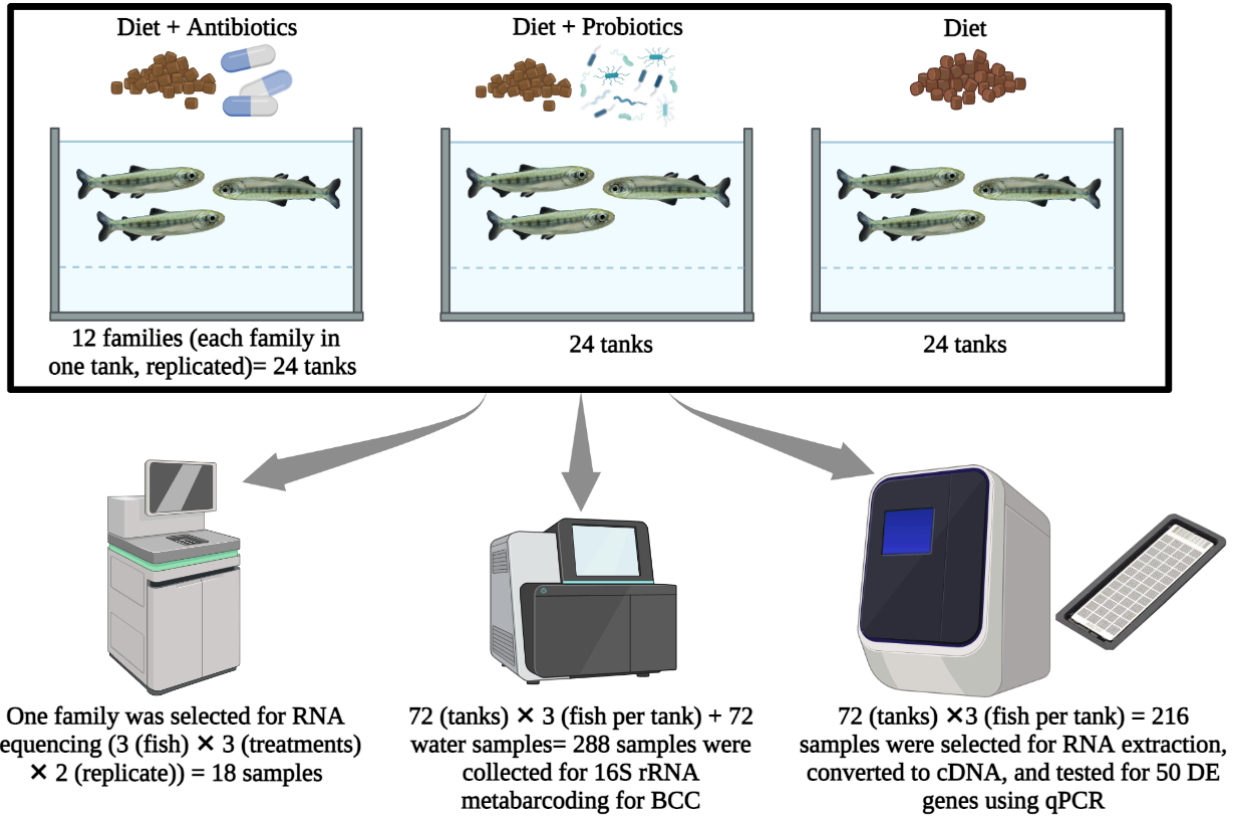 Diet + Antibiotics
Diet + Probiotics
Diet
12 families (each family in
one tank, replicated)= 24 tanks
24 tanks
24 tanks
One family was selected for RNA
equencing (3 (fish) × 3 (treatments)
× 2 (replicate)) = 18 samples
72 (tanks) × 3 (fish per tank) + 72
water samples= 288 samples were
collected for 16S rRNA
metabarcoding for BCC
72 (tanks) ×3 (fish per tank) = 216
samples were selected for RNA extraction,
converted to cDNA, and tested for 50 DE
genes using qPCR